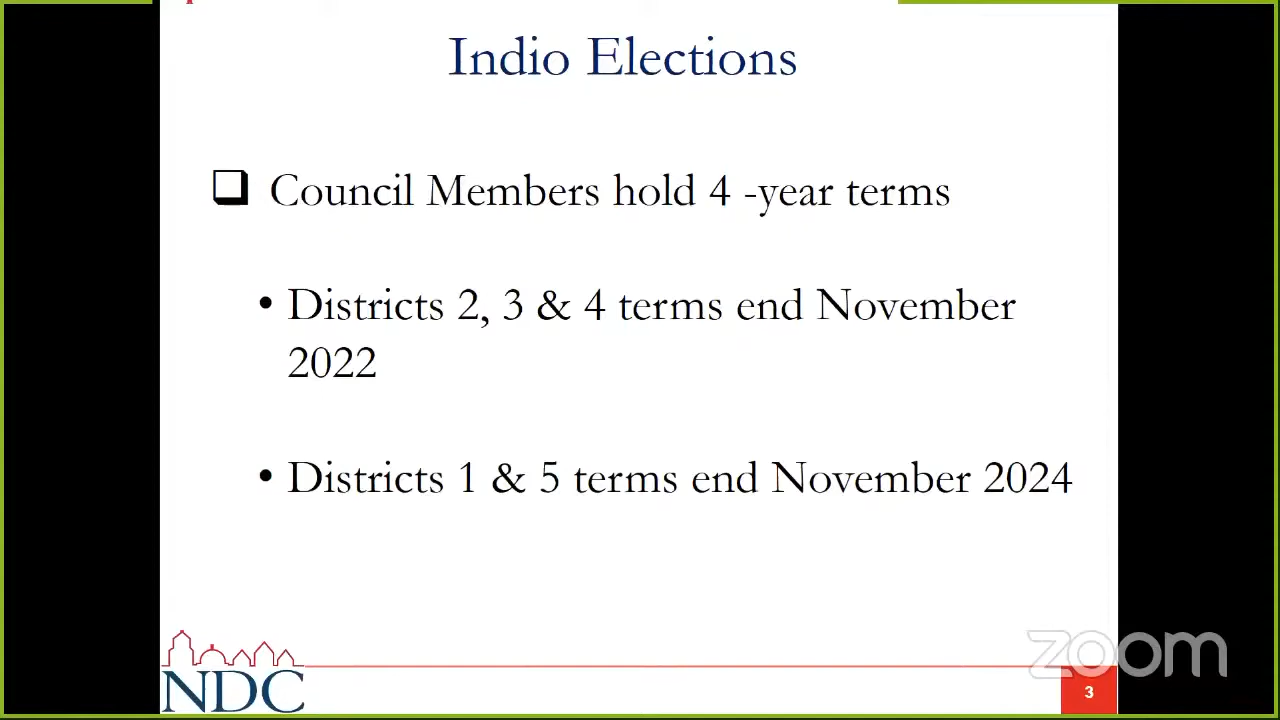 Indio Elections
Council Members hold 4 -year terms
• Districts 2, 3 & 4 terms end November
2022
• Districts 1 & 5 terms end November 2024
zoom
NDC
3